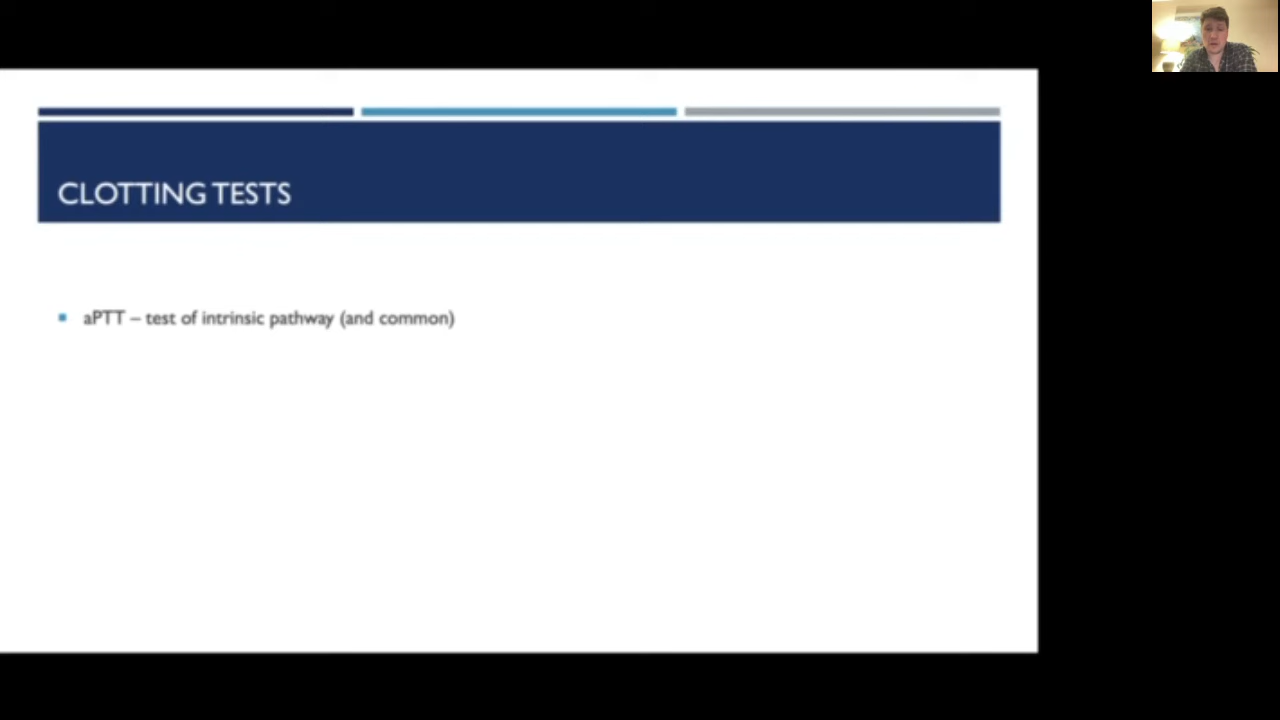 CLOTTING TESTS
aPTT – test of intrinsic pathway (and common)